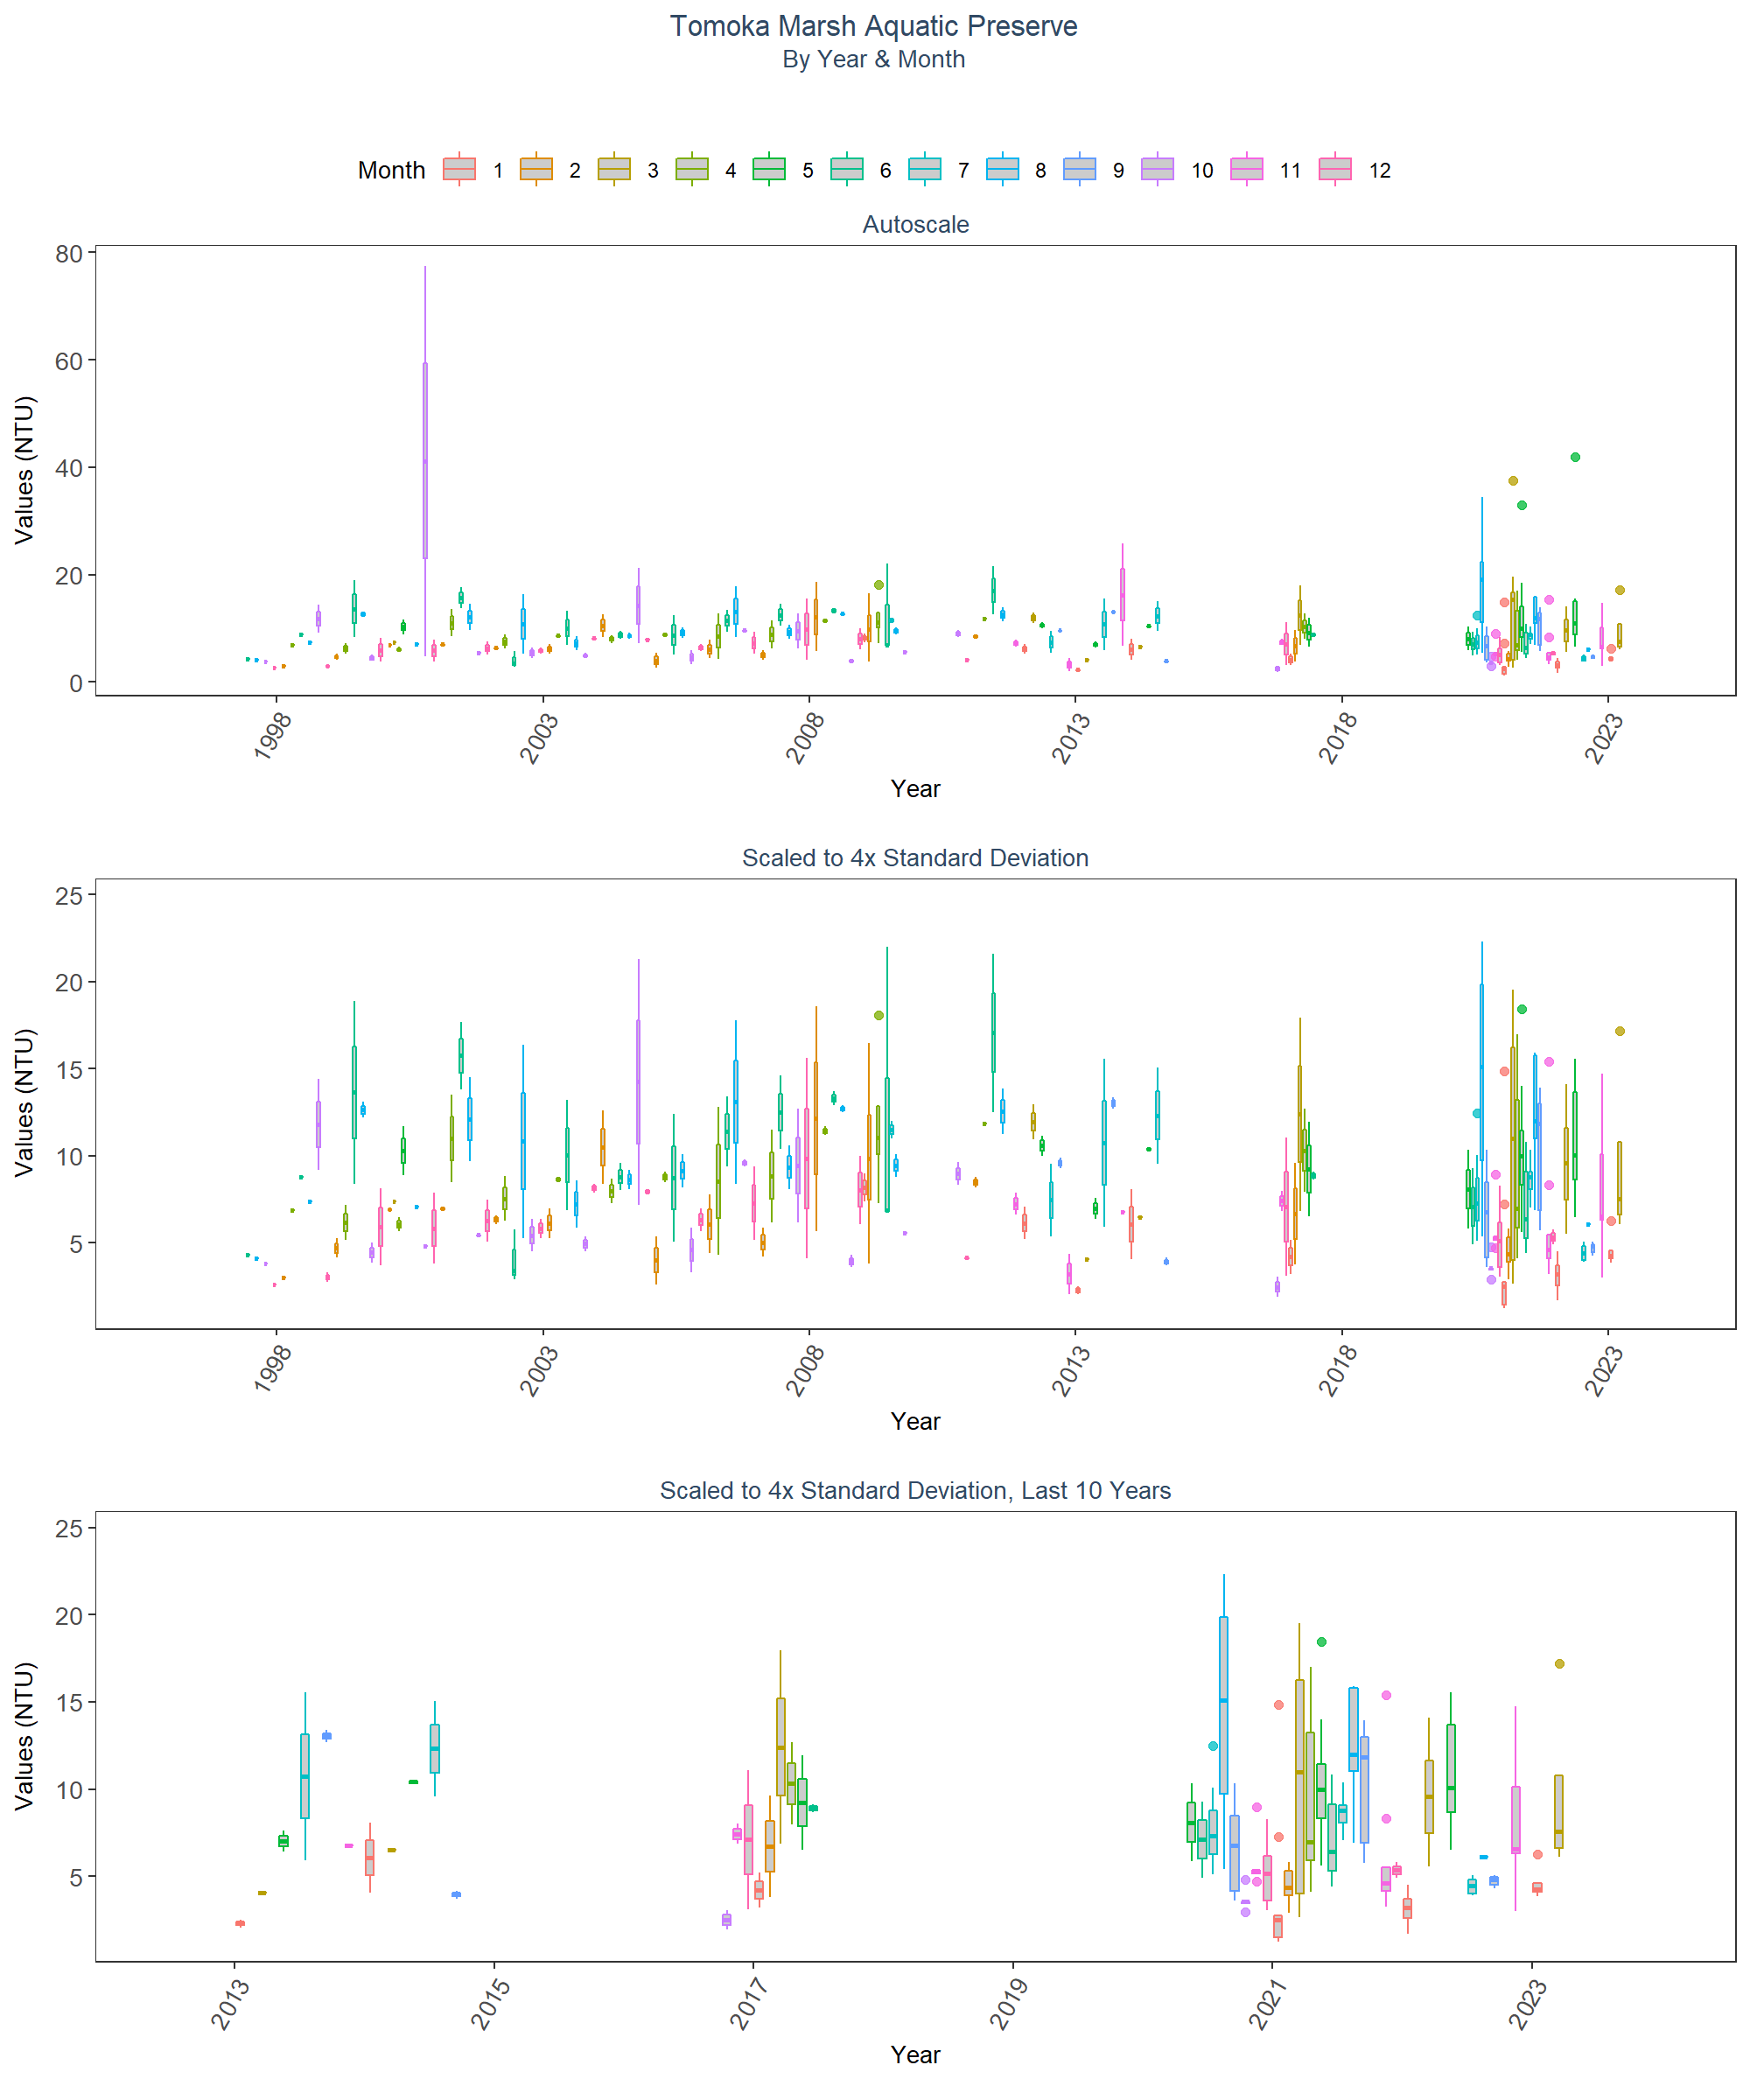 Tomoka Marsh Aquatic Preserve
By Year & Month
Month 1 2 3 4 5 6 7 8 9 10 11 12
Autoscale
Values (NTU)
80
60
40
20
0
1998 2003 2008 2013 2018 2023
Year
Scaled to 4x Standard Deviation
Values (NTU)
25
20
15
10
5
1998 2003 2008 2013 2018 2023
Year
Scaled to 4x Standard Deviation, Last 10 Years
Values (NTU)
25
20
15
10
5
2013 2015 2017 2019 2021 2023
Year